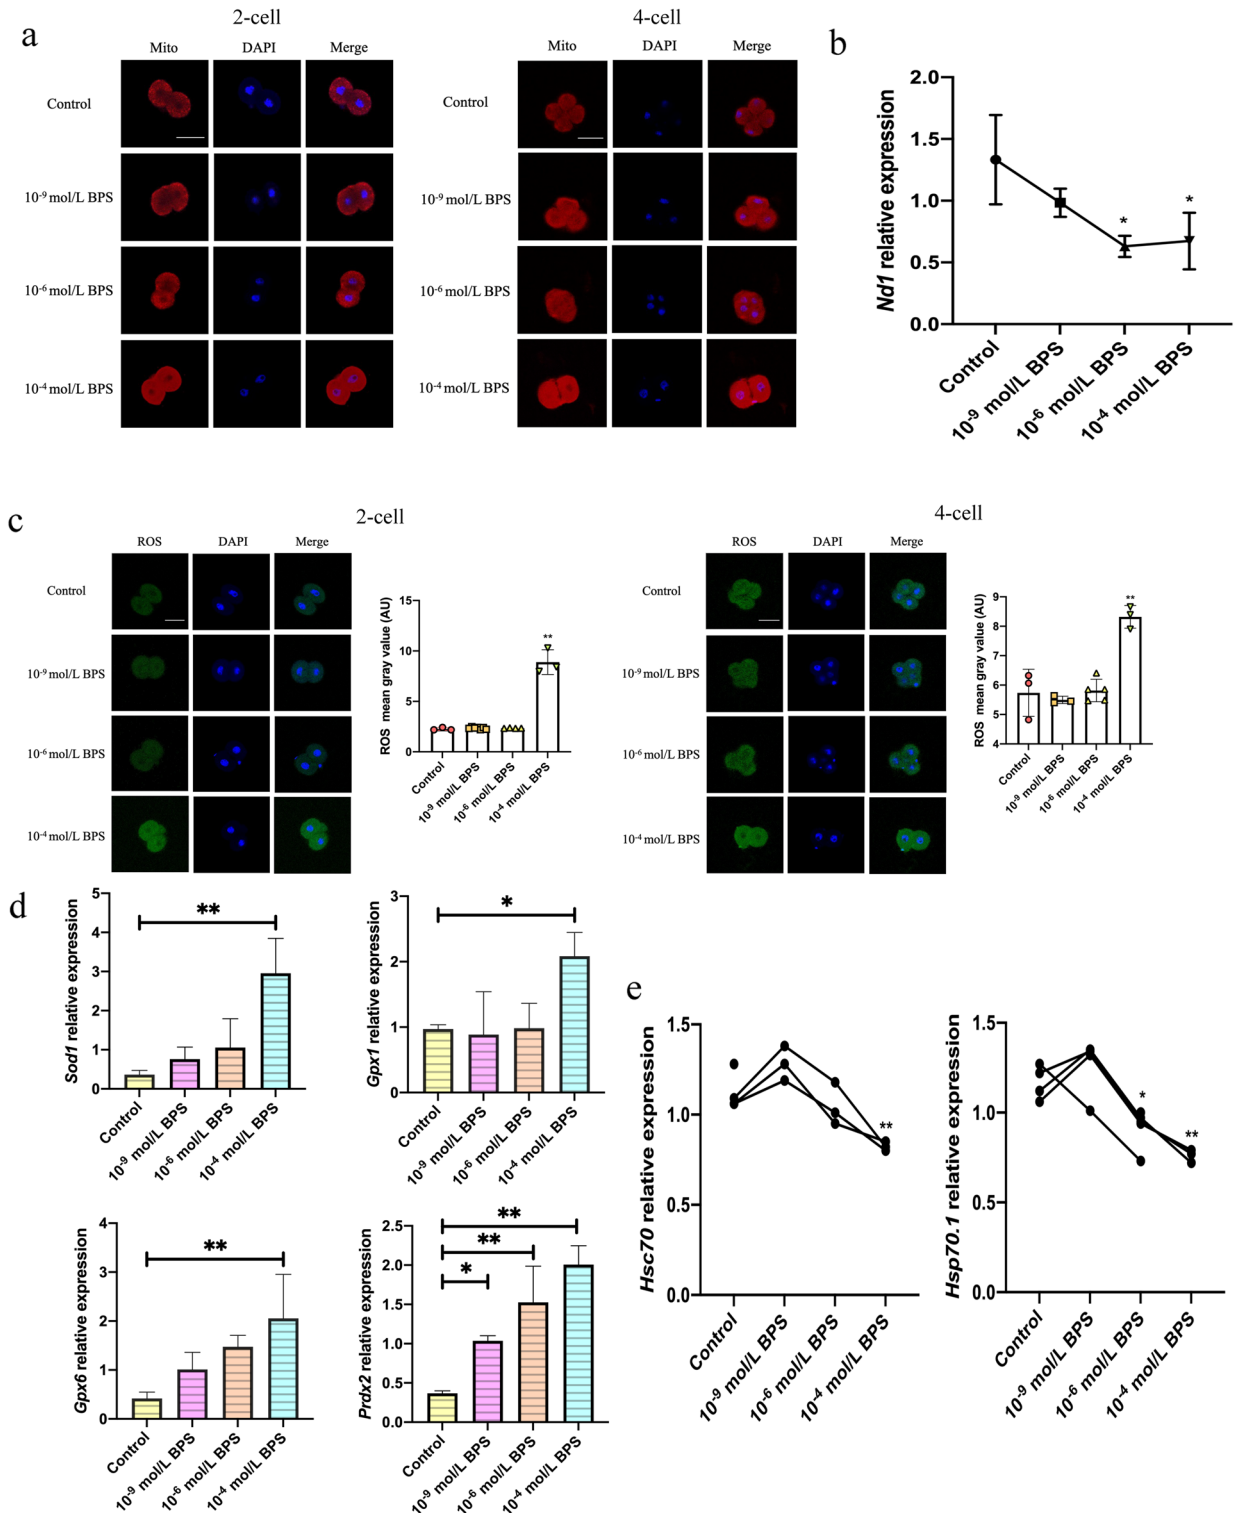 a
2-cell
4-cell
Mito DAPI Merge
Mito DAPI Merge
Control
10⁻⁹ mol/L BPS
10⁻⁶ mol/L BPS
10⁻⁴ mol/L BPS
Control
10⁻⁹ mol/L BPS
10⁻⁶ mol/L BPS
10⁻⁴ mol/L BPS
b
Nd1 relative expression
2.0
1.5
1.0
0.5
0.0
Control
10⁻⁹ mol/L BPS
10⁻⁶ mol/L BPS
10⁻⁴ mol/L BPS
*
*
c
2-cell
ROS DAPI Merge
Control
10⁻⁹ mol/L BPS
10⁻⁶ mol/L BPS
10⁻⁴ mol/L BPS
ROS mean gray value (AU)
15
10
5
0
**
Control
10⁻⁹ mol/L BPS
10⁻⁶ mol/L BPS
10⁻⁴ mol/L BPS
4-cell
ROS DAPI Merge
Control
10⁻⁹ mol/L BPS
10⁻⁶ mol/L BPS
10⁻⁴ mol/L BPS
ROS mean gray value (AU)
9
8
7
6
5
4
**
Control
10⁻⁹ mol/L BPS
10⁻⁶ mol/L BPS
10⁻⁴ mol/L BPS
d
Sod1 relative expression
5
4
3
2
1
0
**
Control
10⁻⁹ mol/L BPS
10⁻⁶ mol/L BPS
10⁻⁴ mol/L BPS
Gpx1 relative expression
3
2
1
0
*
Control
10⁻⁹ mol/L BPS
10⁻⁶ mol/L BPS
10⁻⁴ mol/L BPS
Gpx6 relative expression
4
3
2
1
0
**
Control
10⁻⁹ mol/L BPS
10⁻⁶ mol/L BPS
10⁻⁴ mol/L BPS
Prdx2 relative expression
2.5
2.0
1.5
1.0
0.5
0.0
**
**
*
Control
10⁻⁹ mol/L BPS
10⁻⁶ mol/L BPS
10⁻⁴ mol/L BPS
e
Hsc70 relative expression
1.5
1.0
0.5
0.0
**
Control
10⁻⁹ mol/L BPS
10⁻⁶ mol/L BPS
10⁻⁴ mol/L BPS
Hsp70.1 relative expression
1.5
1.0
0.5
0.0
*
**
Control
10⁻⁹ mol/L BPS
10⁻⁶ mol/L BPS
10⁻⁴ mol/L BPS